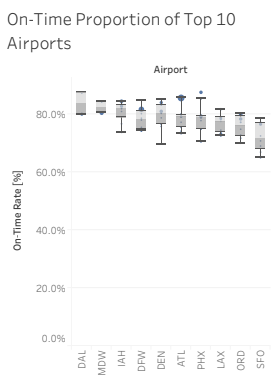 On-Time Proportion of Top 10
Airports
Airport
On-Time Rate [%]
80.0%
60.0%
40.0%
20.0%
0.0%
DAL
MDW
IAH
DFW
DEN
ATL
PHX
LAX
ORD
SFO